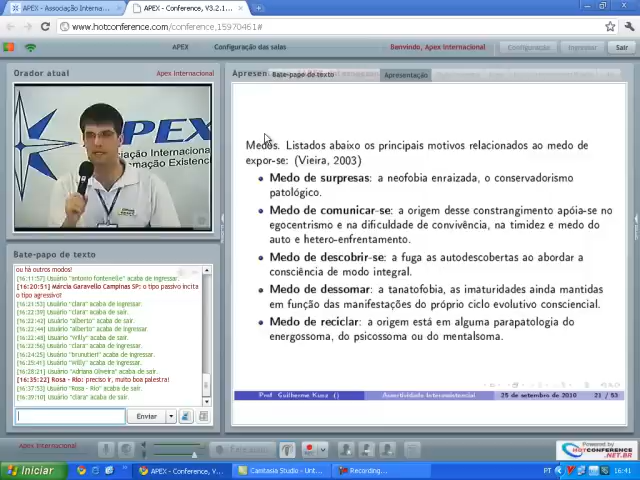 APEX - Associação Interna...
APEX - Conference, V3.2.1...
www.hotconference.com/conference,15970461#
APEX
Configuração das salas
Benvindo, Apex Internacional
Configuração
Ingressar
Sair
Orador atual
Apex Internacional
Bate-papo do texto
Apresentação
APEX
ciação Internacional
mação Existenc
Medos. Listados abaixo os principais motivos relacionados ao medo de
expor-se: (Vieira, 2003)
Medo de surpresas: a neofobia enraizada, o conservadorismo
patológico.
Medo de comunicar-se: a origem desse constrangimento apóia-se no
egocentrismo e na dificuldade de convivência, na timidez e medo do
auto e hetero-enfrentamento.
Medo de descobrir-se: a fuga as autodescobertas ao abordar a
consciência de modo integral.
Medo de dessomar: a tanatofobia, as imaturidades ainda mantidas
em função das manifestações do próprio ciclo evolutivo consciencial.
Medo de reciclar: a origem está em alguma parapatologia do
energossoma, do psicossoma ou do mentalsoma.
Prof. Guilherme Kunz ()
Assertividade Interassistencial
25 de setembro de 2010
21 / 53
Bate-papo do texto
ou há outros modos!
[16:11:57] Usuário "antonio fontenelle" acaba de ingressar.
[16:20:51] Márcia Garavello Campinas SP: o tipo passivo incita
o tipo agressivo?
[16:21:53] Usuário "clara" acaba de ingressar.
[16:22:39] Usuário "clara" acaba de sair.
[16:22:42] Usuário "alberto" acaba de sair.
[16:22:44] Usuário "alberto" acaba de ingressar.
[16:22:48] Usuário "Willy" acaba de sair.
[16:22:56] Usuário "clara" acaba de ingressar.
[16:24:25] Usuário "brunutieri" acaba de ingressar.
[16:25:41] Usuário "Willy" acaba de ingressar.
[16:28:21] Usuário "Adriana Oliveira" acaba de ingressar.
[16:35:22] Rosa - Rio: preciso ir, muito boa palestra!
[16:37:53] Usuário "Rosa - Rio" acaba de sair.
[16:39:10] Usuário "clara" acaba de sair.
Enviar
Apex Internacional
Powered by
HOTCONFERENCE
.NET.BR
Iniciar
APEX - Conference, V...
Camtasia Studio - Unt...
Recording...
PT
16:41